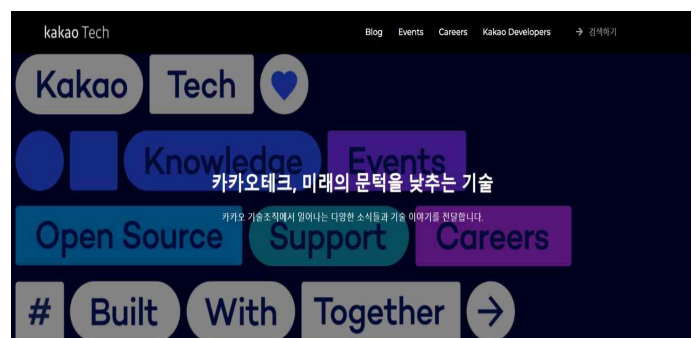 kakao Tech
Blog Events Careers Kakao Developers → 검색하기
Kakao Tech
Knowledge Events
카카오테크, 미래의 문턱을 낮추는 기술
카카오 기술조직에서 일어나는 다양한 소식들과 기술 이야기를 전달합니다.
Open Source Support Careers
# Built With Together →